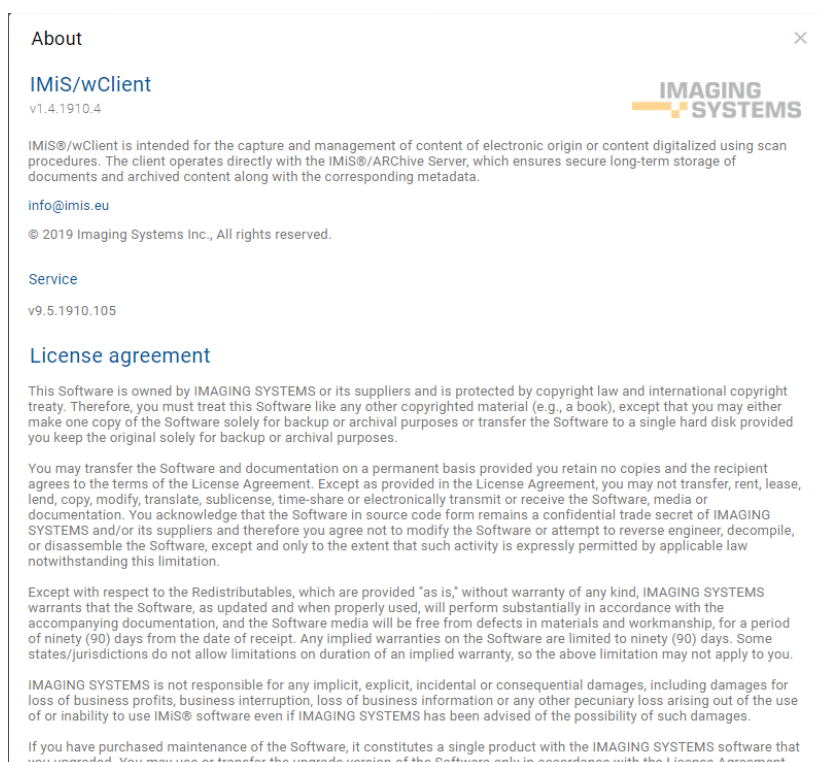 About
IMiS/wClient
v1.4.1910.4
IMAGING
SYSTEMS
IMiS®/wClient is intended for the capture and management of content of electronic origin or content digitalized using scan
procedures. The client operates directly with the IMiS®/ARChive Server, which ensures secure long-term storage of
documents and archived content along with the corresponding metadata.
info@imis.eu
© 2019 Imaging Systems Inc., All rights reserved.
Service
v9.5.1910.105
License agreement
This Software is owned by IMAGING SYSTEMS or its suppliers and is protected by copyright law and international copyright
treaty. Therefore, you must treat this Software like any other copyrighted material (e.g., a book), except that you may either
make one copy of the Software solely for backup or archival purposes or transfer the Software to a single hard disk provided
you keep the original solely for backup or archival purposes.
You may transfer the Software and documentation on a permanent basis provided you retain no copies and the recipient
agrees to the terms of the License Agreement. Except as provided in the License Agreement, you may not transfer, rent, lease,
lend, copy, modify, translate, sublicense, time-share or electronically transmit or receive the Software, media or
documentation. You acknowledge that the Software in source code form remains a confidential trade secret of IMAGING
SYSTEMS and/or its suppliers and therefore you agree not to modify the Software or attempt to reverse engineer, decompile,
or disassemble the Software, except and only to the extent that such activity is expressly permitted by applicable law
notwithstanding this limitation.
Except with respect to the Redistributables, which are provided "as is," without warranty of any kind, IMAGING SYSTEMS
warrants that the Software, as updated and when properly used, will perform substantially in accordance with the
accompanying documentation, and the Software media will be free from defects in materials and workmanship, for a period
of ninety (90) days from the date of receipt. Any implied warranties on the Software are limited to ninety (90) days. Some
states/jurisdictions do not allow limitations on duration of an implied warranty, so the above limitation may not apply to you.
IMAGING SYSTEMS is not responsible for any implicit, explicit, incidental or consequential damages, including damages for
loss of business profits, business interruption, loss of business information or any other pecuniary loss arising out of the use
of or inability to use IMiS® software even if IMAGING SYSTEMS has been advised of the possibility of such damages.
If you have purchased maintenance of the Software, it constitutes a single product with the IMAGING SYSTEMS software that
you upgraded. You may use or transfer the upgrade version of the Software only in accordance with the License Agreement.